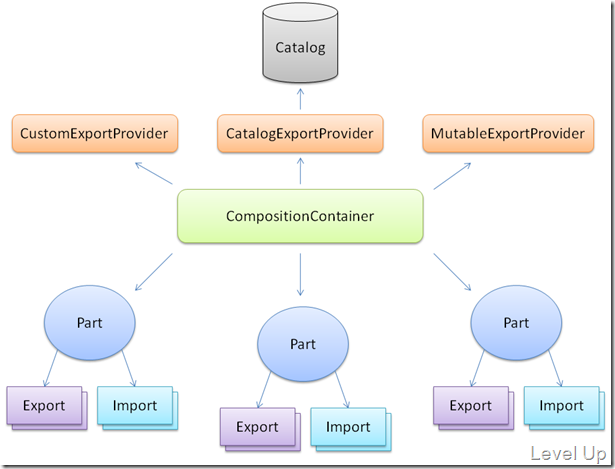 Catalog
CustomExportProvider
CatalogExportProvider
MutableExportProvider
CompositionContainer
Part
Part
Part
Export
Import
Export
Import
Export
Import
Level Up